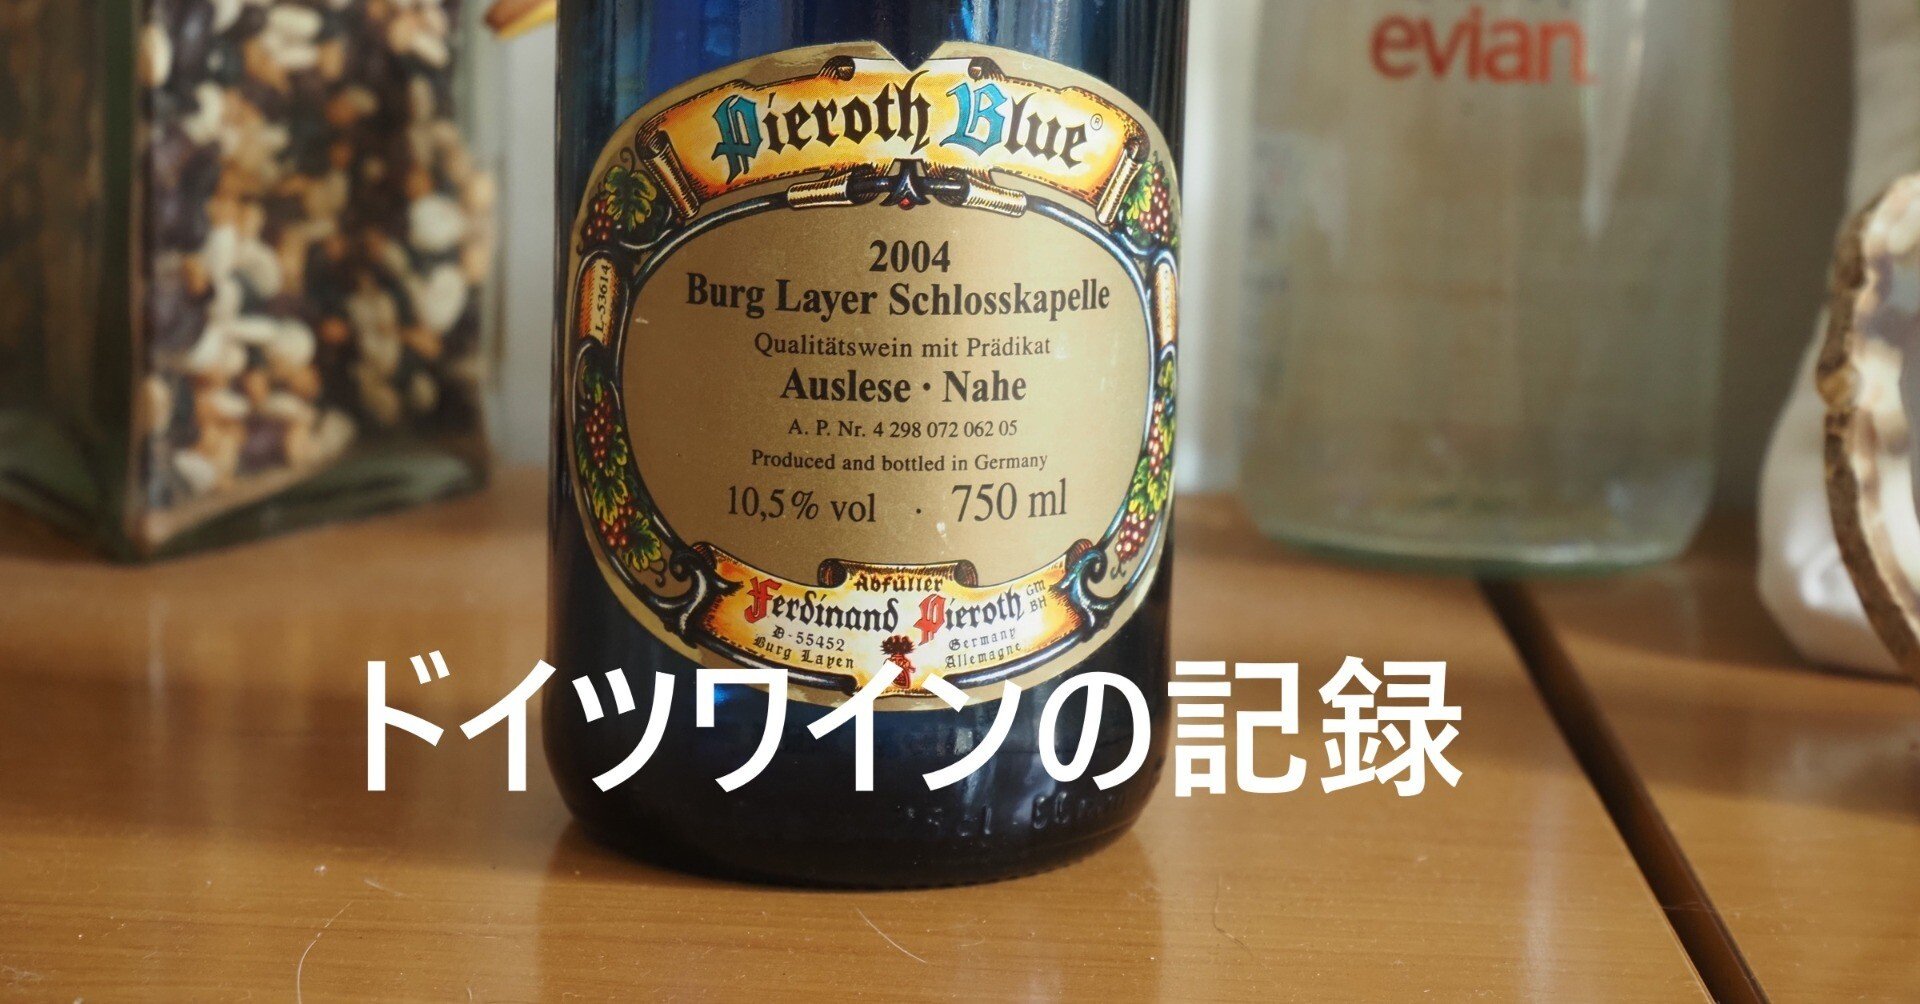 evian
Pieroth Blue®
2004
Burg Layer Schlosskapelle
Qualitätswein mit Prädikat
Auslese · Nahe
A. P. Nr. 4 298 072 062 05
Produced and bottled in Germany
10,5% vol · 750 ml
L-53614
Abfüller
Ferdinand Pieroth GMBH
D-55452
Burg Layen
Germany
Allemagne
ドイツワインの記録